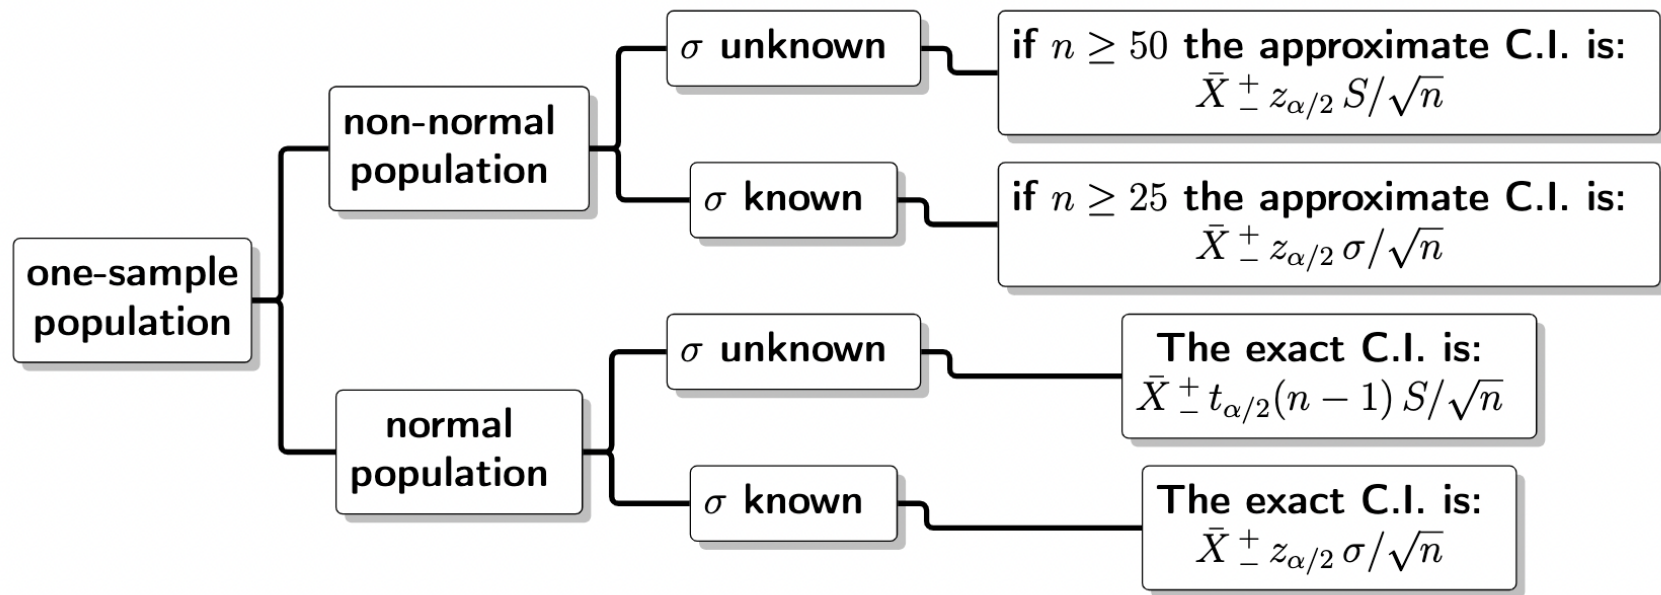 one-sample
population
non-normal
population
σ unknown
if n ≥ 50 the approximate C.I. is:
X̄ ± z_{α/2} S/√n
σ known
if n ≥ 25 the approximate C.I. is:
X̄ ± z_{α/2} σ/√n
normal
population
σ unknown
The exact C.I. is:
X̄ ± t_{α/2}(n − 1) S/√n
σ known
The exact C.I. is:
X̄ ± z_{α/2} σ/√n